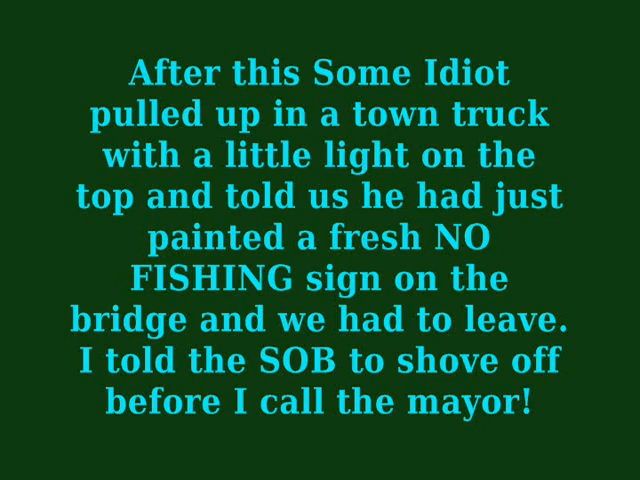 After this Some Idiot
pulled up in a town truck
with a little light on the
top and told us he had just
painted a fresh NO
FISHING sign on the
bridge and we had to leave.
I told the SOB to shove off
before I call the mayor!